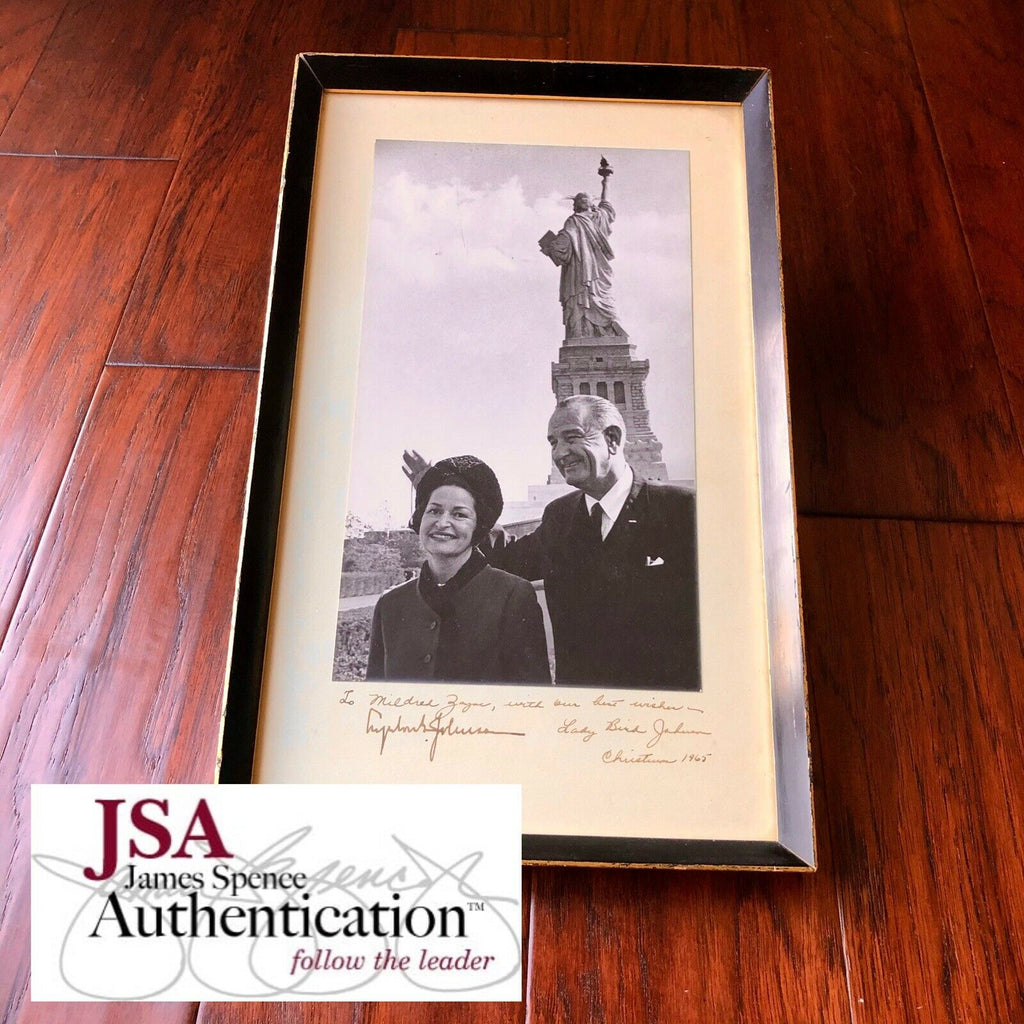 To Mildred Zayac, with our best wishes—
Lyndon B. Johnson
Lady Bird Johnson
Christmas 1965
JSA
James Spence
Authentication™
follow the leader